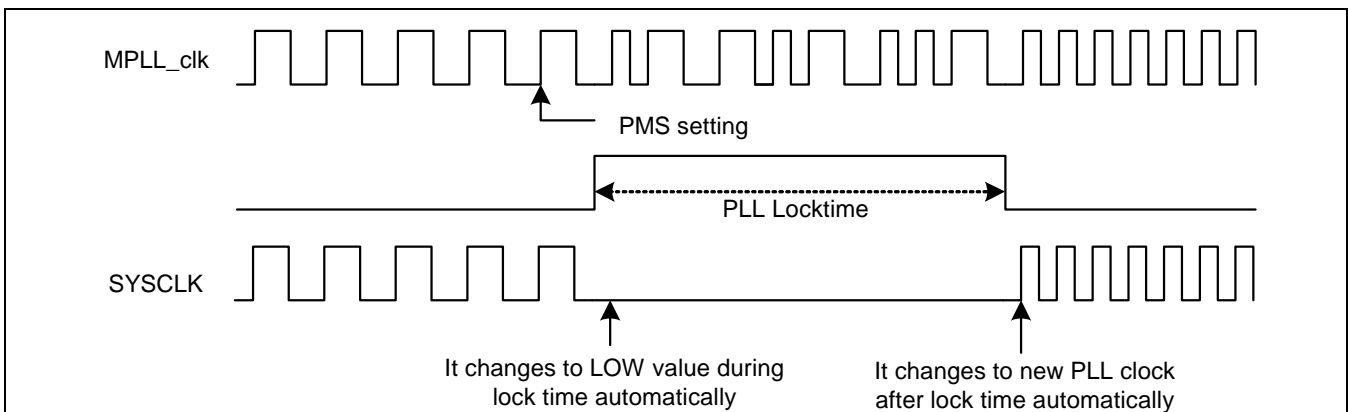 MPLL_clk
PMS setting
PLL Locktime
SYSCLK
It changes to LOW value during
lock time automatically
It changes to new PLL clock
after lock time automatically